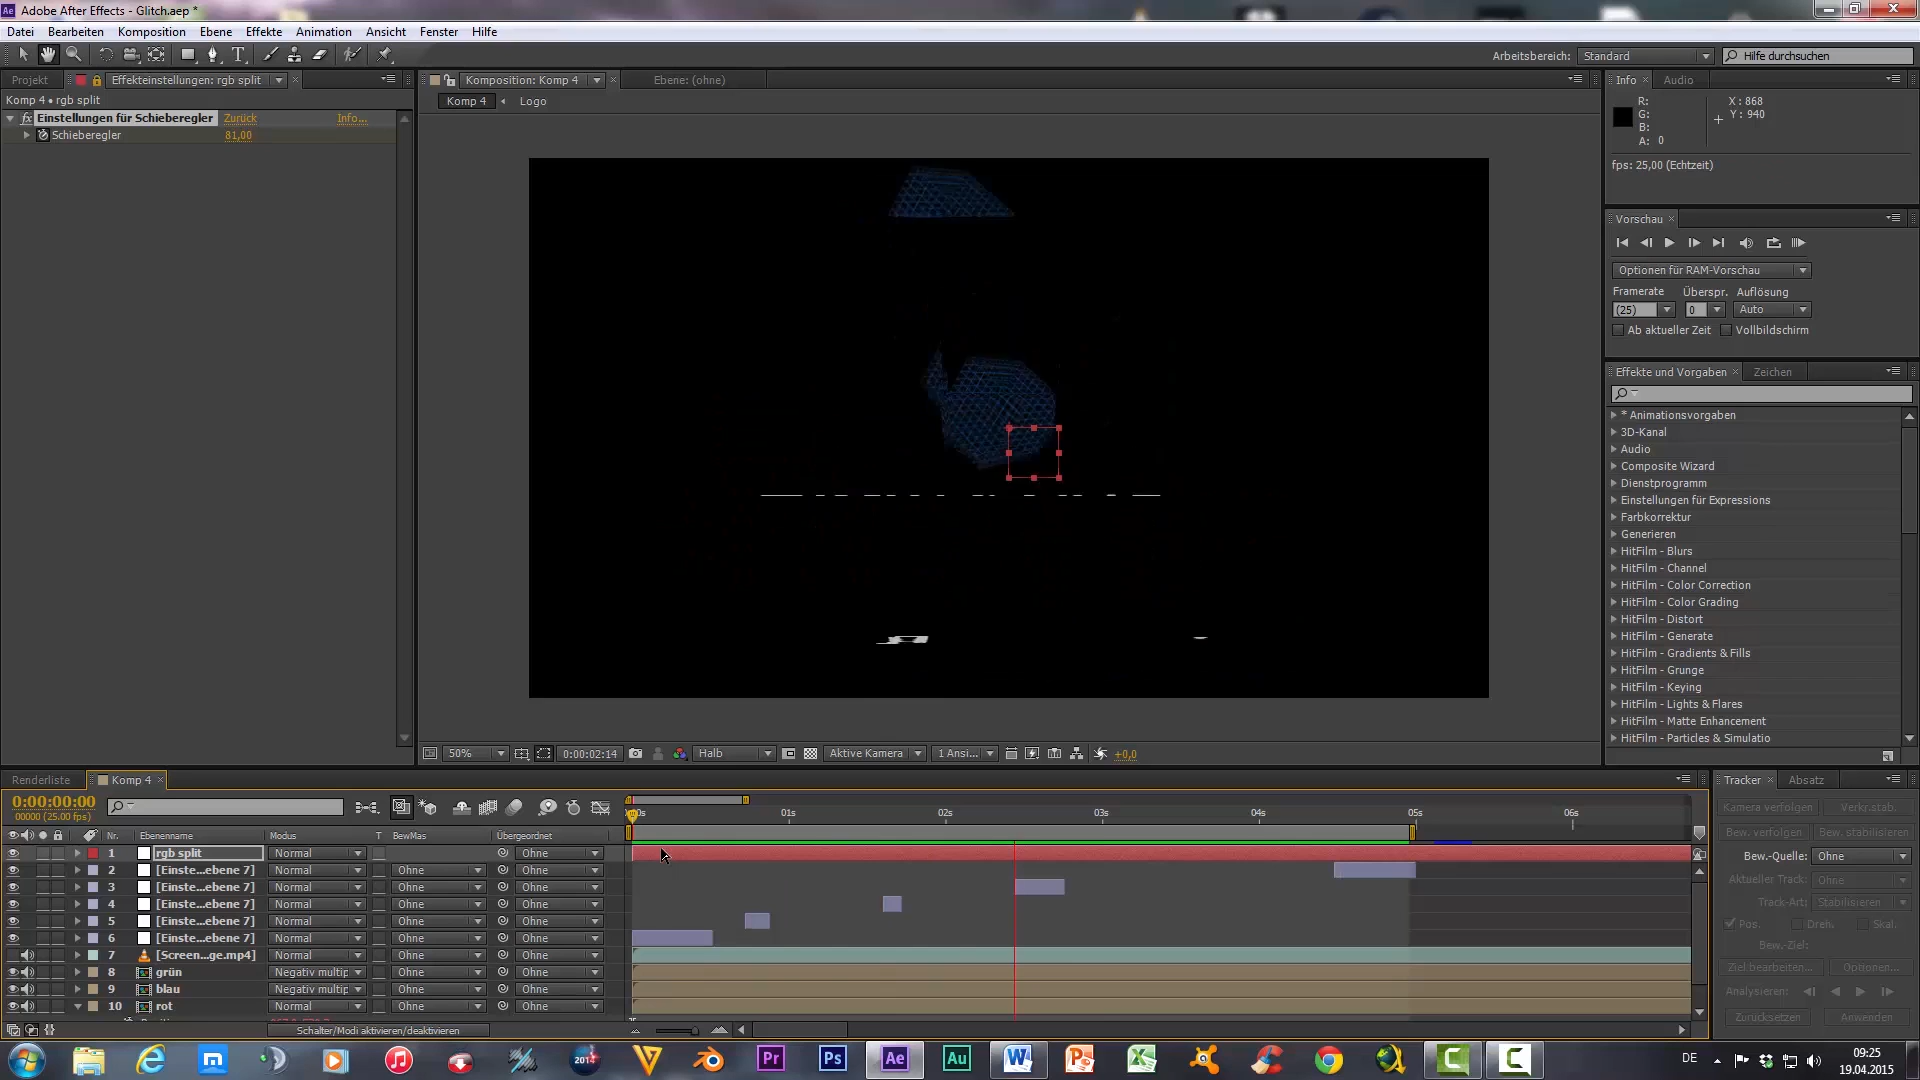 Adobe After Effects - Glitch.aep *
Datei Bearbeiten Komposition Ebene Effekte Animation Ansicht Fenster Hilfe
Arbeitsbereich: Standard Hilfe durchsuchen
Projekt Effekteinstellungen: rgb split
Komp 4 • rgb split
fx Einstellungen für Schieberegler Zurück Info...
Schieberegler 81,00
Komposition: Komp 4 Ebene: (ohne)
Komp 4 Logo
Info Audio
R: X : 868
G: Y : 940
B:
A: 0
fps: 25,00 (Echtzeit)
Vorschau
Optionen für RAM-Vorschau
Framerate Überspr. Auflösung
(25) 0 Auto
Ab aktueller Zeit Vollbildschirm
Effekte und Vorgaben Zeichen
* Animationsvorgaben
3D-Kanal
Audio
Composite Wizard
Dienstprogramm
Einstellungen für Expressions
Farbkorrektur
Generieren
HitFilm - Blurs
HitFilm - Channel
HitFilm - Color Correction
HitFilm - Color Grading
HitFilm - Distort
HitFilm - Generate
HitFilm - Gradients & Fills
HitFilm - Grunge
HitFilm - Keying
HitFilm - Lights & Flares
HitFilm - Matte Enhancement
HitFilm - Particles & Simulatio
50% 0:00:02:14 Halb Aktive Kamera 1 Ansi... +0,0
Renderliste Komp 4
0:00:00:00
00000 (25.00 fps)
00s 01s 02s 03s 04s 05s 06s
Nr. Ebenenname Modus T BewMas Übergeordnet
1 rgb split Normal Ohne
2 [Einste...ebene 7] Normal Ohne Ohne
3 [Einste...ebene 7] Normal Ohne Ohne
4 [Einste...ebene 7] Normal Ohne Ohne
5 [Einste...ebene 7] Normal Ohne Ohne
6 [Einste...ebene 7] Normal Ohne Ohne
7 [Screen...ge.mp4] Normal Ohne Ohne
8 grün Negativ multip Ohne Ohne
9 blau Negativ multip Ohne Ohne
10 rot Normal Ohne Ohne
Schalter/Modi aktivieren/deaktivieren
Tracker Absatz
Kamera verfolgen Verkr.stab.
Bew. verfolgen Bew. stabilisieren
Bew.-Quelle: Ohne
Aktueller Track: Ohne
Track-Art: Stabilisieren
Pos. Dreh. Skal.
Bew.-Ziel:
Ziel bearbeiten... Optionen...
Analysieren:
Zurücksetzen Anwenden
2014 Pr Ps Ae Au
DE 09:25
19.04.2015